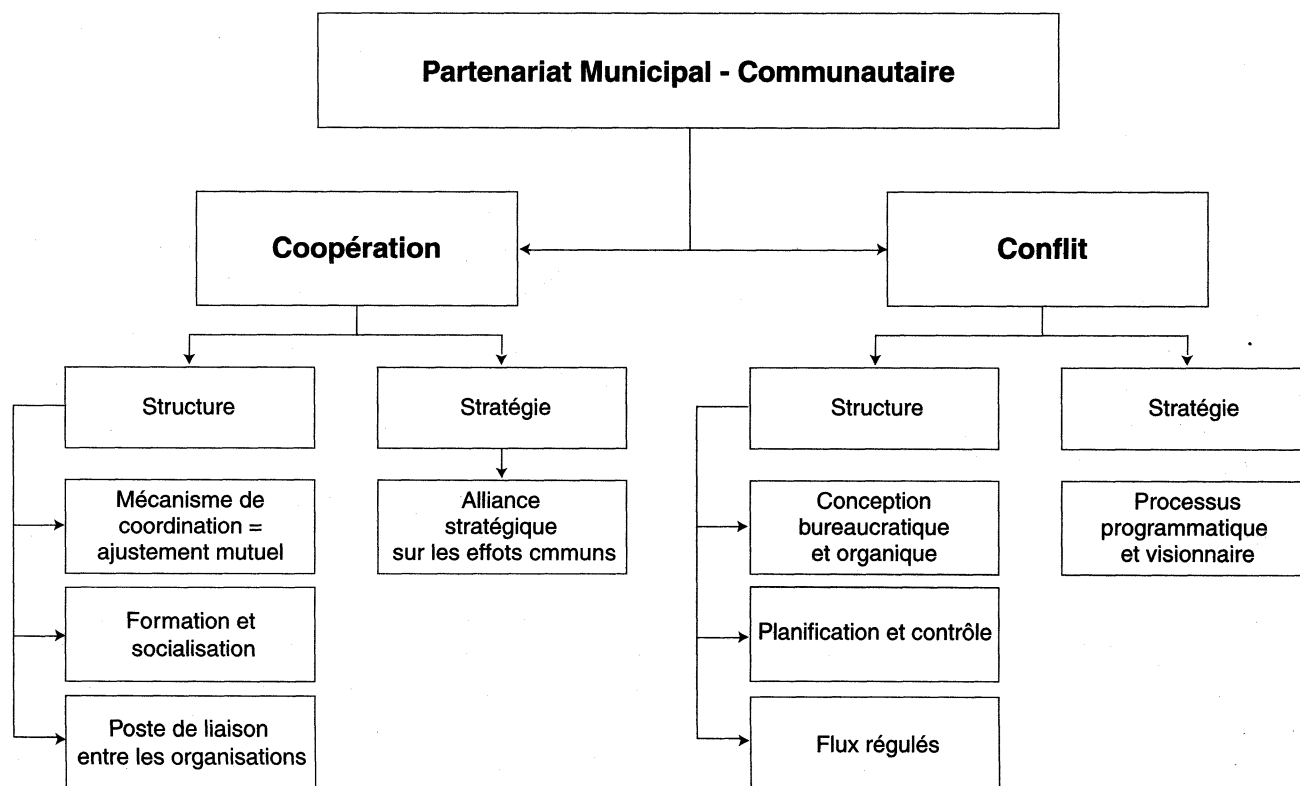 Partenariat Municipal - Communautaire
Coopération
Conflit
Structure
Stratégie
Structure
Stratégie
Mécanisme de
coordination =
ajustement mutuel
Alliance
stratégique
sur les effots cmmuns
Conception
bureaucratique
et organique
Processus
programmatique
et visionnaire
Formation et
socialisation
Planification et contrôle
Poste de liaison
entre les organisations
Flux régulés